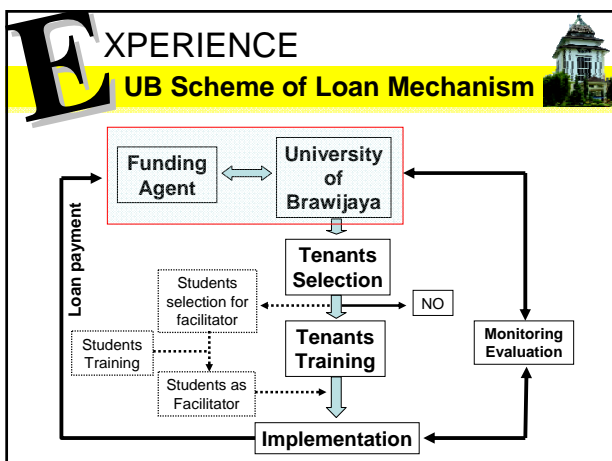 EXPERIENCE
UB Scheme of Loan Mechanism
Funding
Agent
University
of
Brawijaya
Loan payment
Tenants
Selection
Students
selection for
facilitator
NO
Students
Training
Tenants
Training
Monitoring
Evaluation
Students as
Facilitator
Implementation